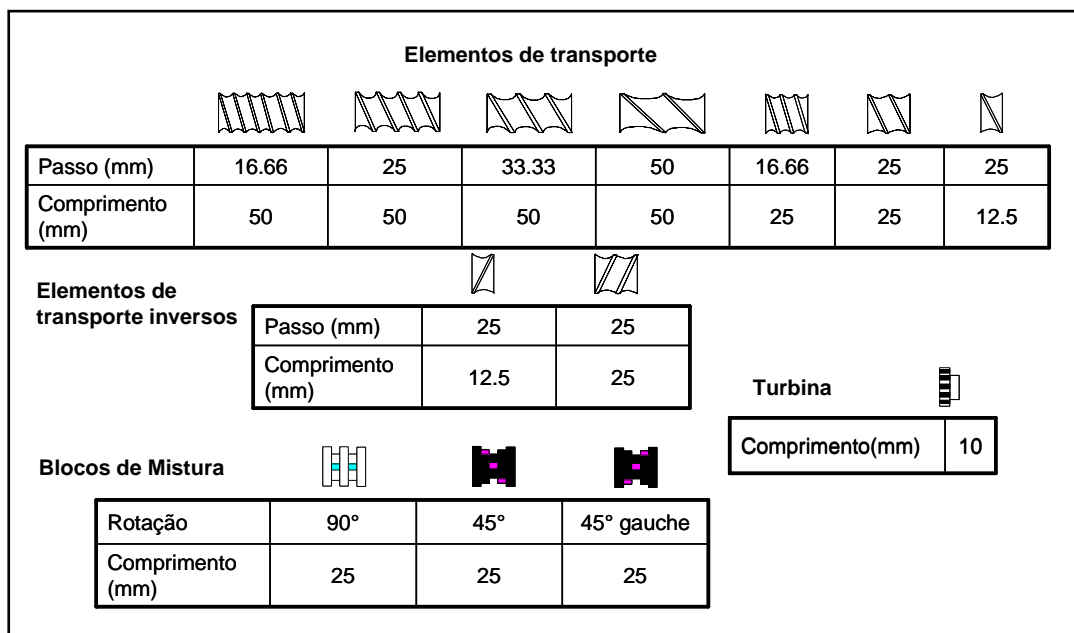 Elementos de transporte
Passo (mm) 16.66 25 33.33 50 16.66 25 25
Comprimento
(mm) 50 50 50 50 25 25 12.5
Elementos de
transporte inversos
Passo (mm) 25 25
Comprimento
(mm) 12.5 25
Turbina
Comprimento(mm) 10
Blocos de Mistura
Rotação 90° 45° 45° gauche
Comprimento
(mm) 25 25 25